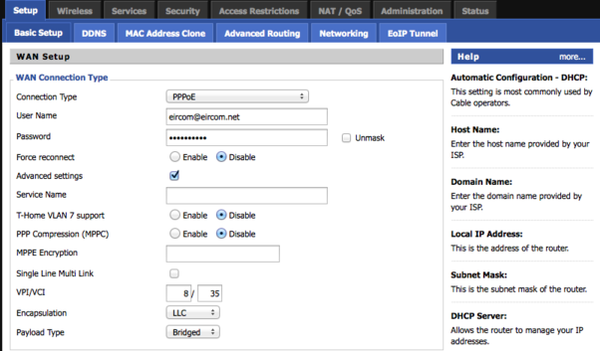 Setup Wireless Services Security Access Restrictions NAT / QoS Administration Status
Basic Setup DDNS MAC Address Clone Advanced Routing Networking EoIP Tunnel
WAN Setup
WAN Connection Type
Connection Type PPPoE
User Name eircom@eircom.net
Password •••••••••• Unmask
Force reconnect Enable Disable
Advanced settings
Service Name
T-Home VLAN 7 support Enable Disable
PPP Compression (MPPC) Enable Disable
MPPE Encryption
Single Line Multi Link
VPI/VCI 8 / 35
Encapsulation LLC
Payload Type Bridged
Help more...
Automatic Configuration - DHCP:
This setting is most commonly used by
Cable operators.
Host Name:
Enter the host name provided by your
ISP.
Domain Name:
Enter the domain name provided by
your ISP.
Local IP Address:
This is the address of the router.
Subnet Mask:
This is the subnet mask of the router.
DHCP Server:
Allows the router to manage your IP
addresses.